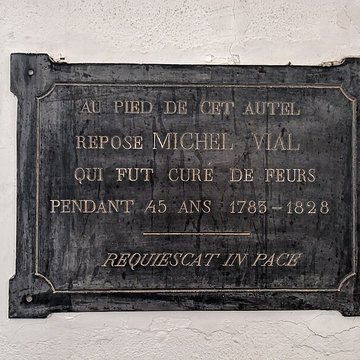 AU PIED DE CET AUTEL
REPOSE MICHEL VIAL
QUI FUT CURÉ DE FEURS
PENDANT 45 ANS 1783-1828
REQUIESCAT IN PACE